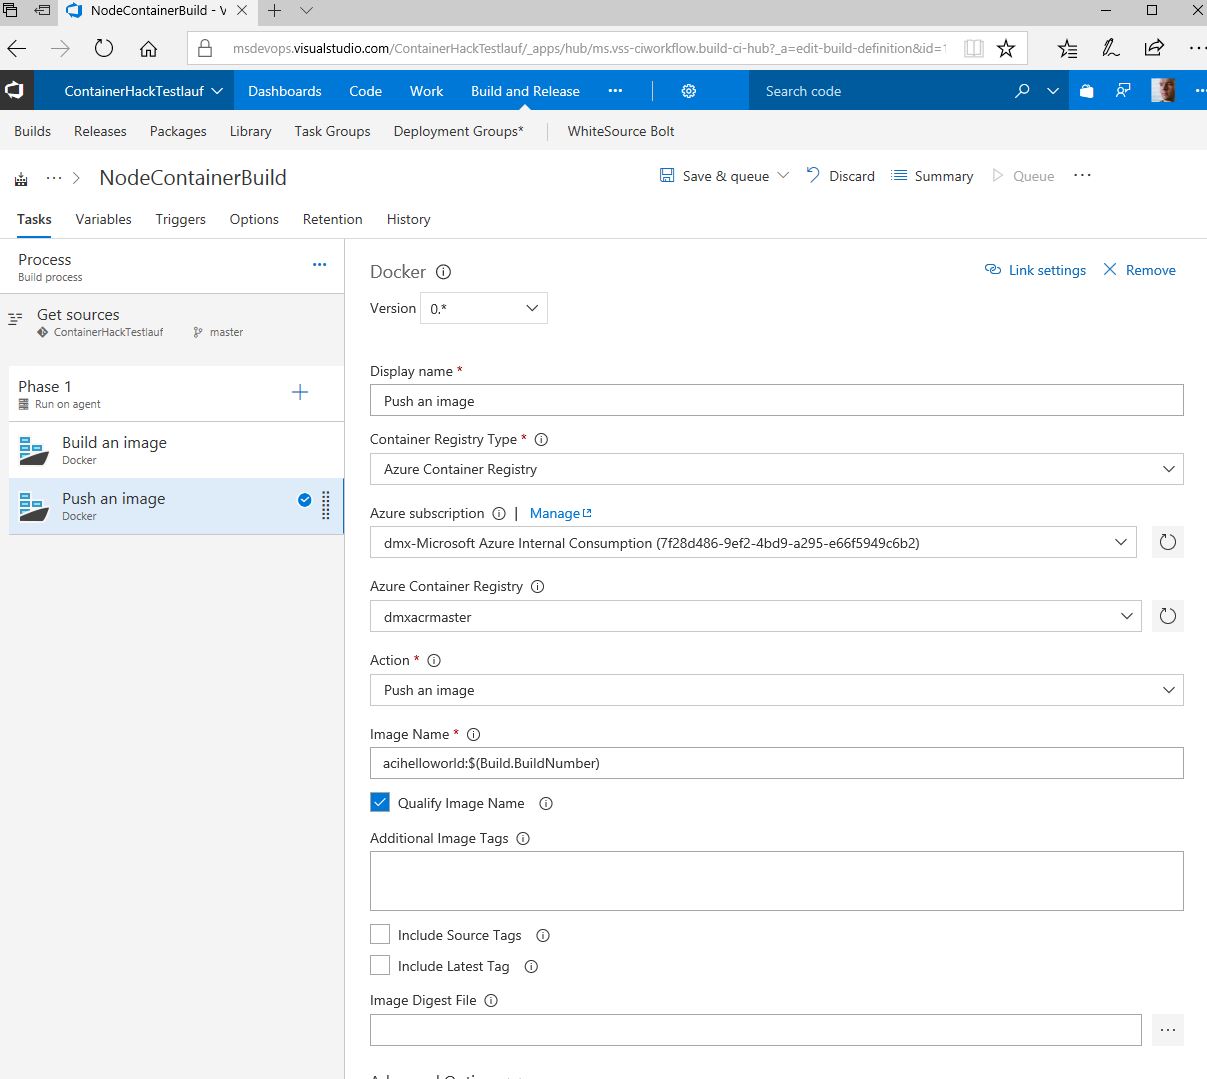 NodeContainerBuild - V
msdevops.visualstudio.com/ContainerHackTestlauf/_apps/hub/ms.vss-ciworkflow.build-ci-hub?_a=edit-build-definition&id=
ContainerHackTestlauf Dashboards Code Work Build and Release ... Search code
Builds Releases Packages Library Task Groups Deployment Groups* WhiteSource Bolt
... NodeContainerBuild Save & queue Discard Summary Queue ...
Tasks Variables Triggers Options Retention History
Process ...
Build process
Get sources
ContainerHackTestlauf master
Phase 1
Run on agent
Build an image
Docker
Push an image
Docker
Docker Link settings Remove
Version 0.*
Display name *
Push an image
Container Registry Type *
Azure Container Registry
Azure subscription | Manage
dmx-Microsoft Azure Internal Consumption (7f28d486-9ef2-4bd9-a295-e66f5949c6b2)
Azure Container Registry
dmxacrmaster
Action *
Push an image
Image Name *
acihelloworld:$(Build.BuildNumber)
Qualify Image Name
Additional Image Tags
Include Source Tags
Include Latest Tag
Image Digest File
...